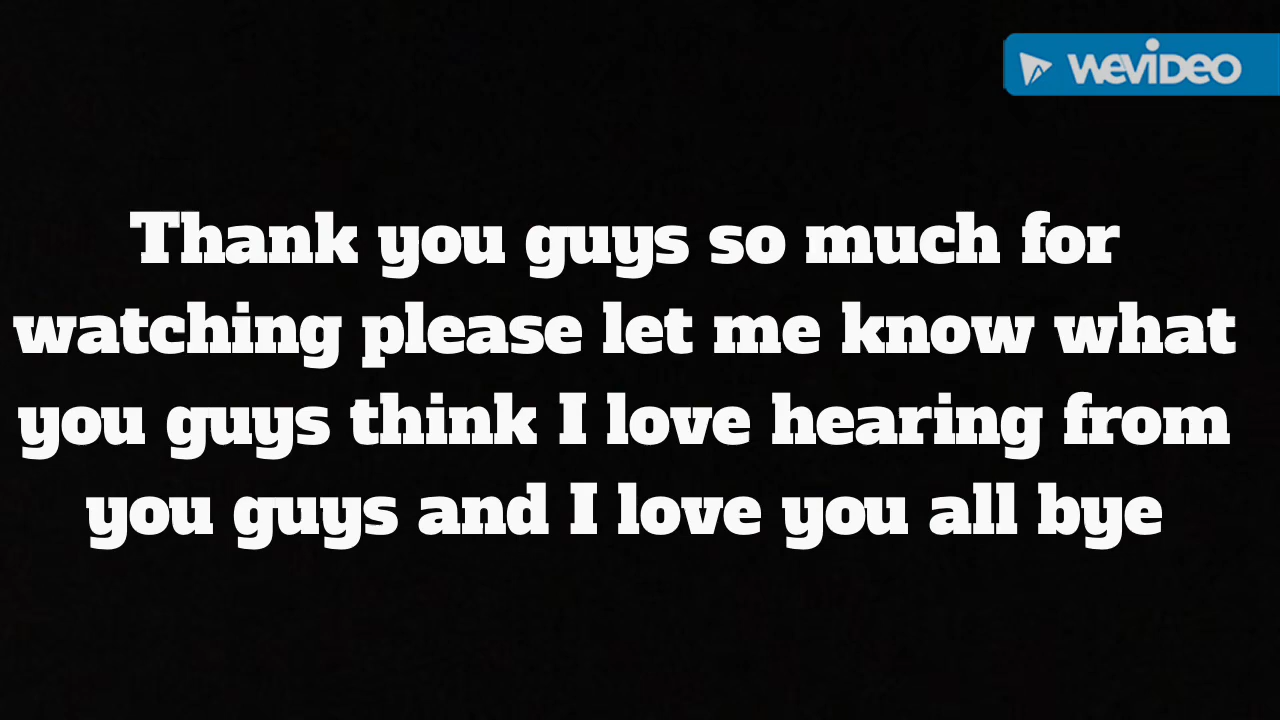 WEVIDEO
Thank you guys so much for
watching please let me know what
you guys think I love hearing from
you guys and I love you all bye